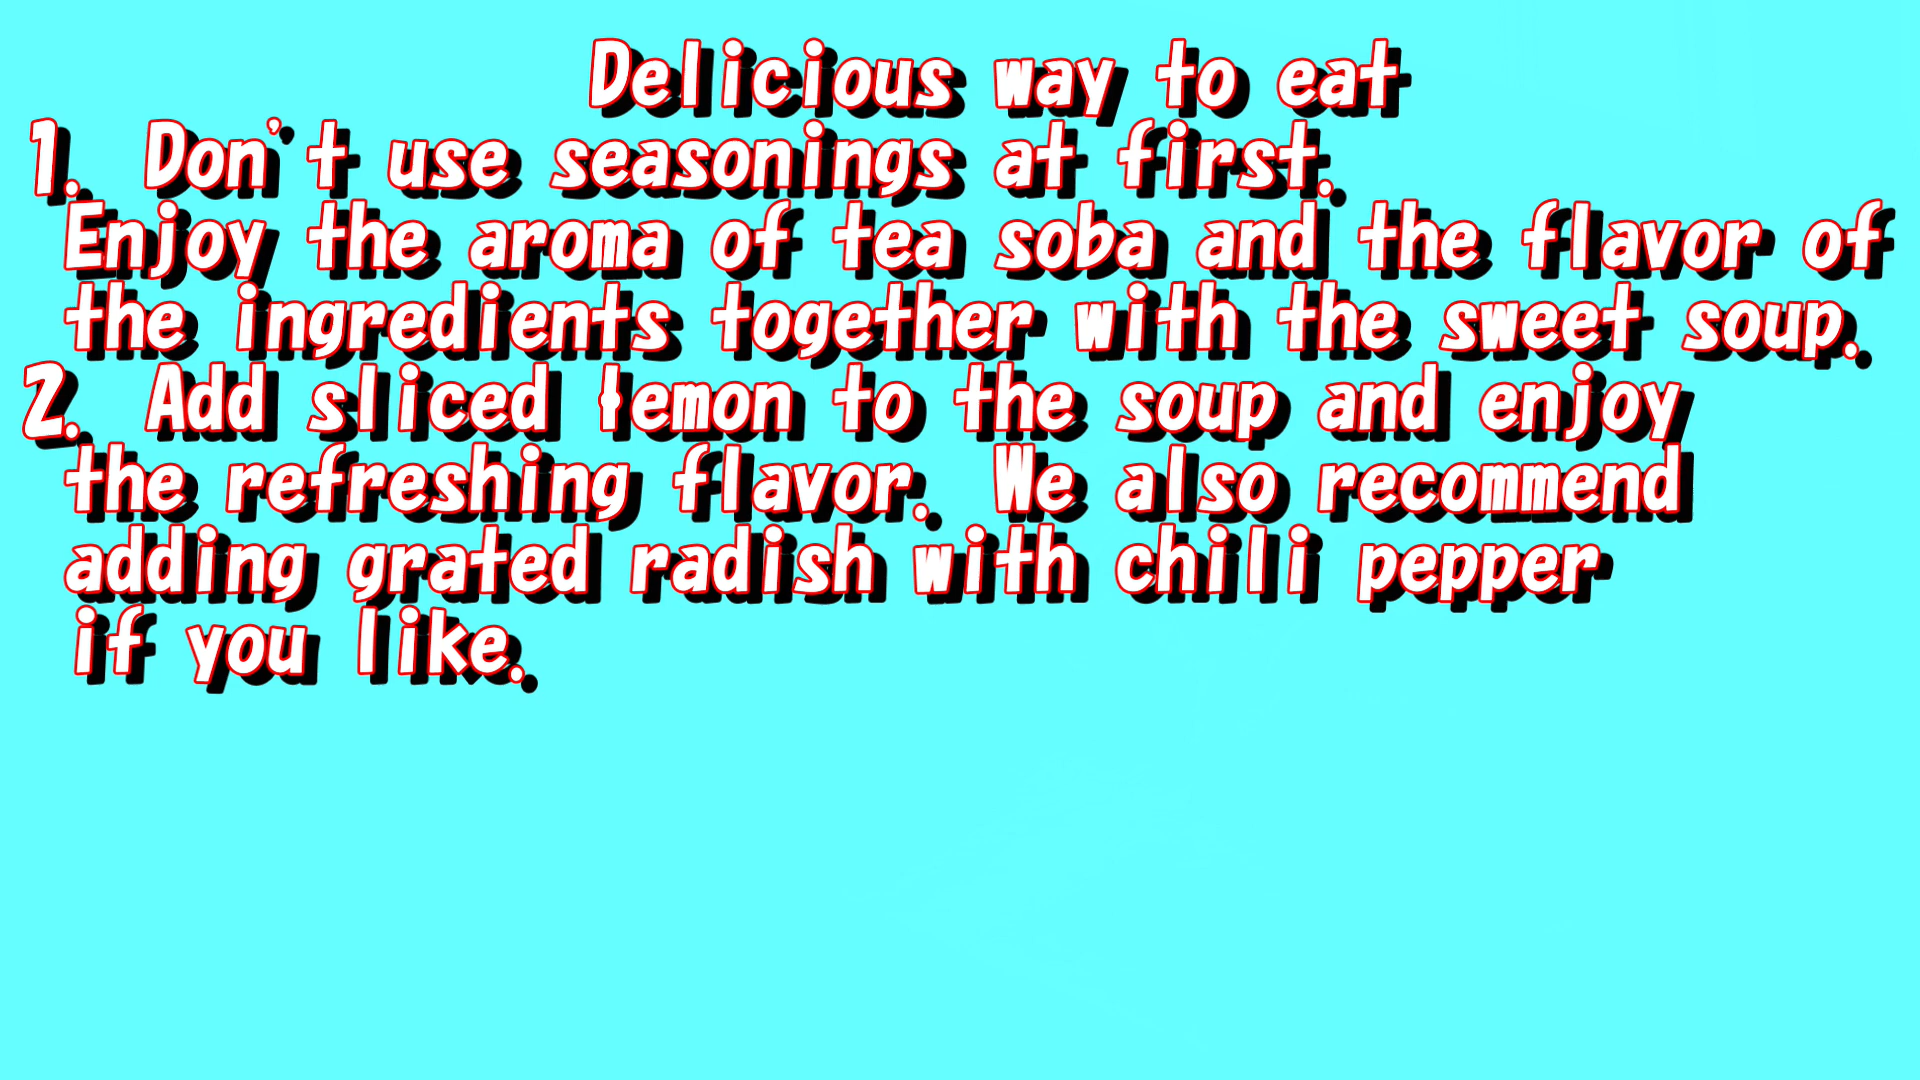 Delicious way to eat
1. Don't use seasonings at first.
Enjoy the aroma of tea soba and the flavor of
the ingredients together with the sweet soup.
2. Add sliced lemon to the soup and enjoy
the refreshing flavor. We also recommend
adding grated radish with chili pepper
if you like.